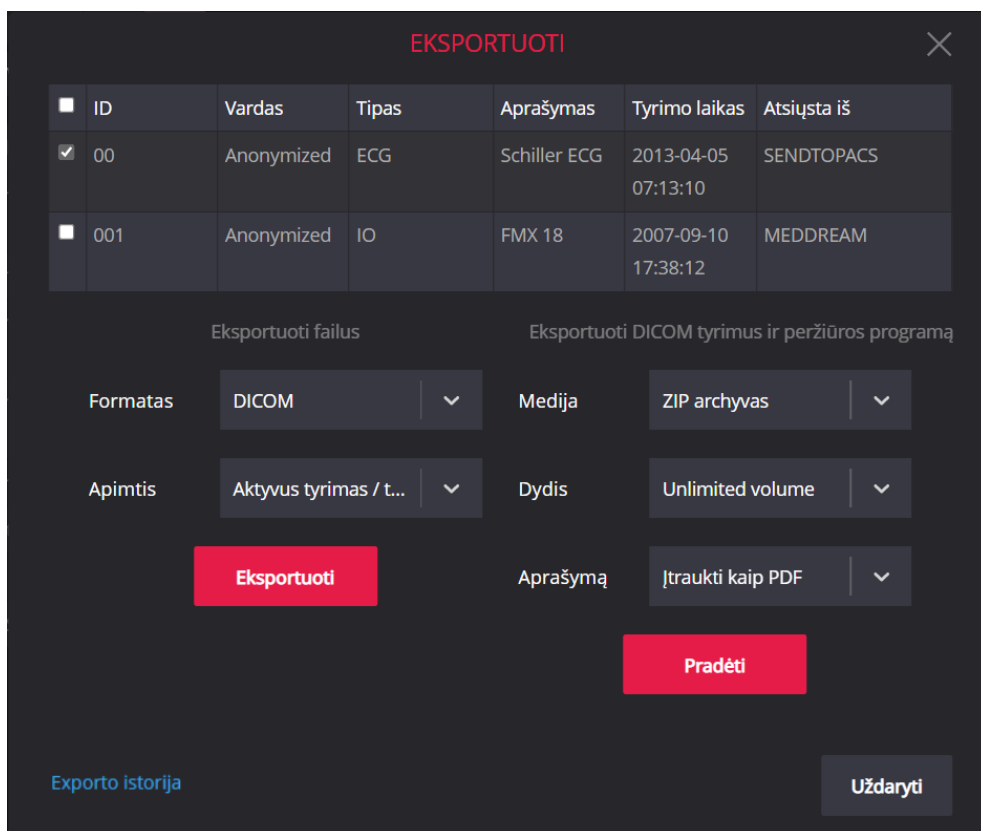 EKSPORTUOTI
ID Vardas Tipas Aprašymas Tyrimo laikas Atsiųsta iš
00 Anonymized ECG Schiller ECG 2013-04-05 SENDTOPACS
07:13:10
001 Anonymized IO FMX 18 2007-09-10 MEDDREAM
17:38:12
Eksportuoti failus Eksportuoti DICOM tyrimus ir peržiūros programą
Formatas DICOM Medija ZIP archyvas
Apimtis Aktyvus tyrimas / t... Dydis Unlimited volume
Eksportuoti Aprašymą Įtraukti kaip PDF
Pradėti
Exporto istorija Uždaryti